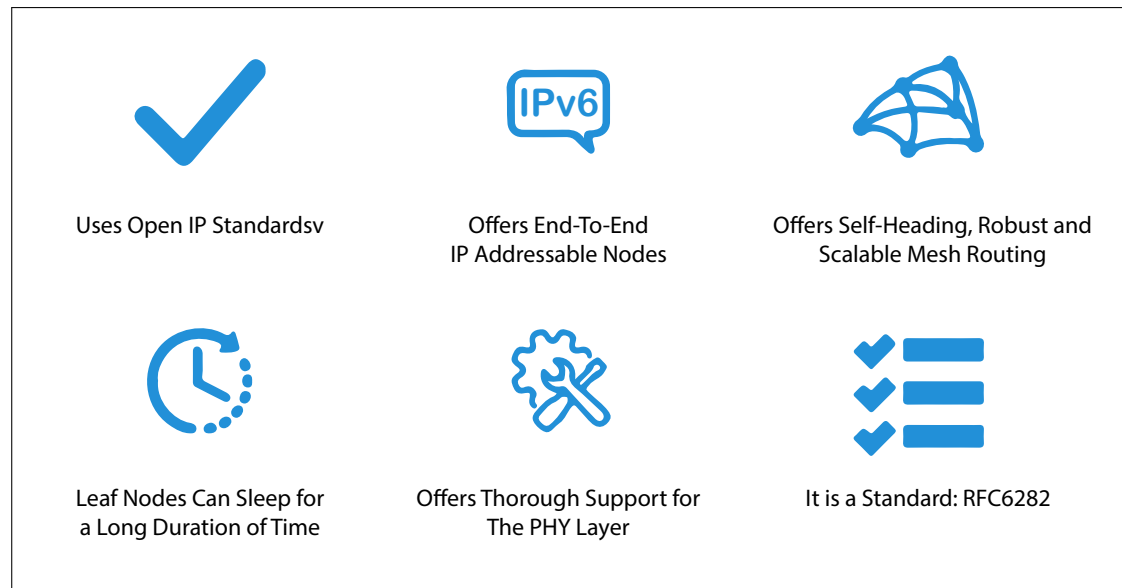 Uses Open IP Standardsv
IPv6
Offers End-To-End
IP Addressable Nodes
Offers Self-Heading, Robust and
Scalable Mesh Routing
Leaf Nodes Can Sleep for
a Long Duration of Time
Offers Thorough Support for
The PHY Layer
It is a Standard: RFC6282